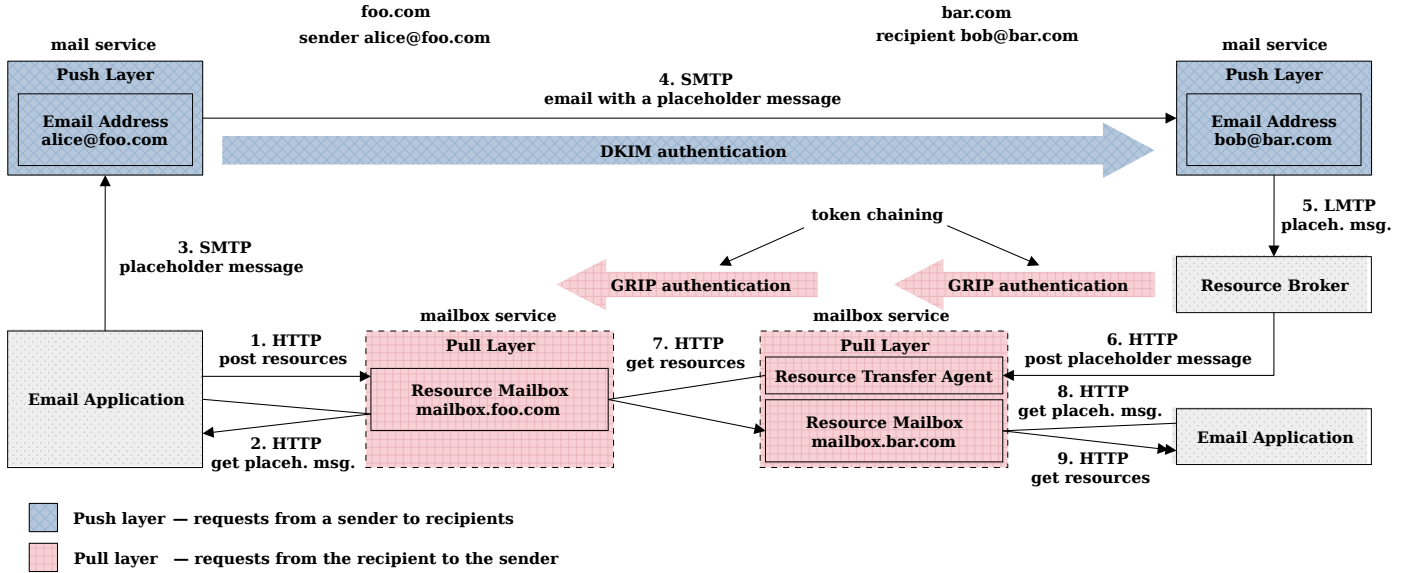 foo.com
sender alice@foo.com
bar.com
recipient bob@bar.com
mail service
Push Layer
Email Address
alice@foo.com
4. SMTP
email with a placeholder message
DKIM authentication
mail service
Push Layer
Email Address
bob@bar.com
3. SMTP
placeholder message
token chaining
5. LMTP
placeh. msg.
GRIP authentication
GRIP authentication
Resource Broker
Email Application
1. HTTP
post resources
2. HTTP
get placeh. msg.
mailbox service
Pull Layer
Resource Mailbox
mailbox.foo.com
7. HTTP
get resources
mailbox service
Pull Layer
Resource Transfer Agent
Resource Mailbox
mailbox.bar.com
6. HTTP
post placeholder message
8. HTTP
get placeh. msg.
9. HTTP
get resources
Email Application
Push layer — requests from a sender to recipients
Pull layer — requests from the recipient to the sender